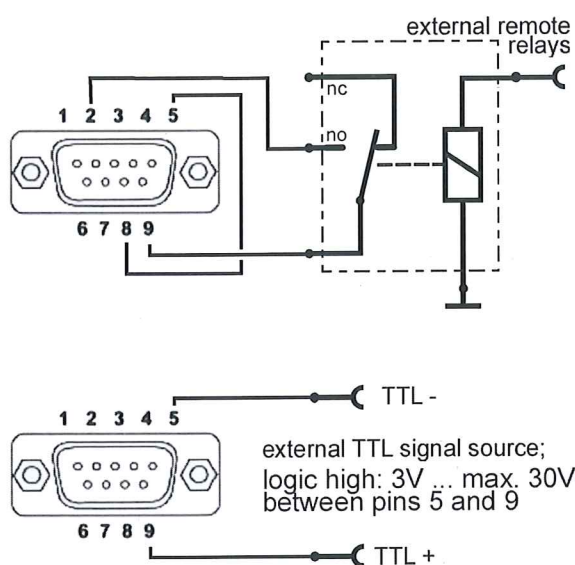 external remote
relays
nc
1 2 3 4 5
no
6 7 8 9
1 2 3 4 5
TTL -
external TTL signal source;
logic high: 3V ... max. 30V
between pins 5 and 9
6 7 8 9
TTL +